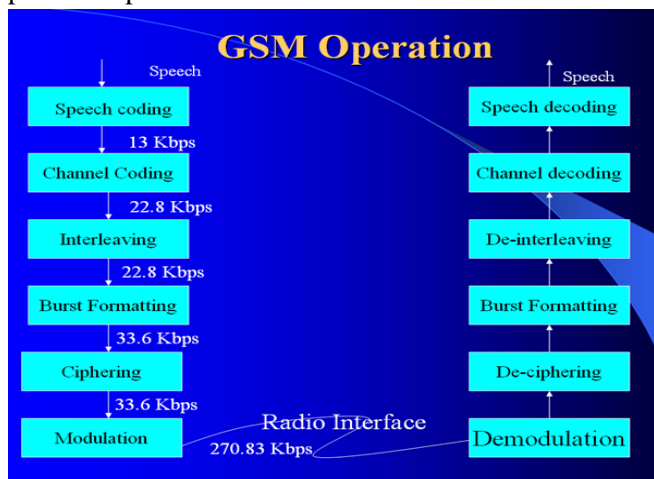 GSM Operation
Speech
Speech coding
13 Kbps
Channel Coding
22.8 Kbps
Interleaving
22.8 Kbps
Burst Formatting
33.6 Kbps
Ciphering
33.6 Kbps
Modulation
Radio Interface
270.83 Kbps
Speech
Speech decoding
Channel decoding
De-interleaving
Burst Formatting
De-ciphering
Demodulation